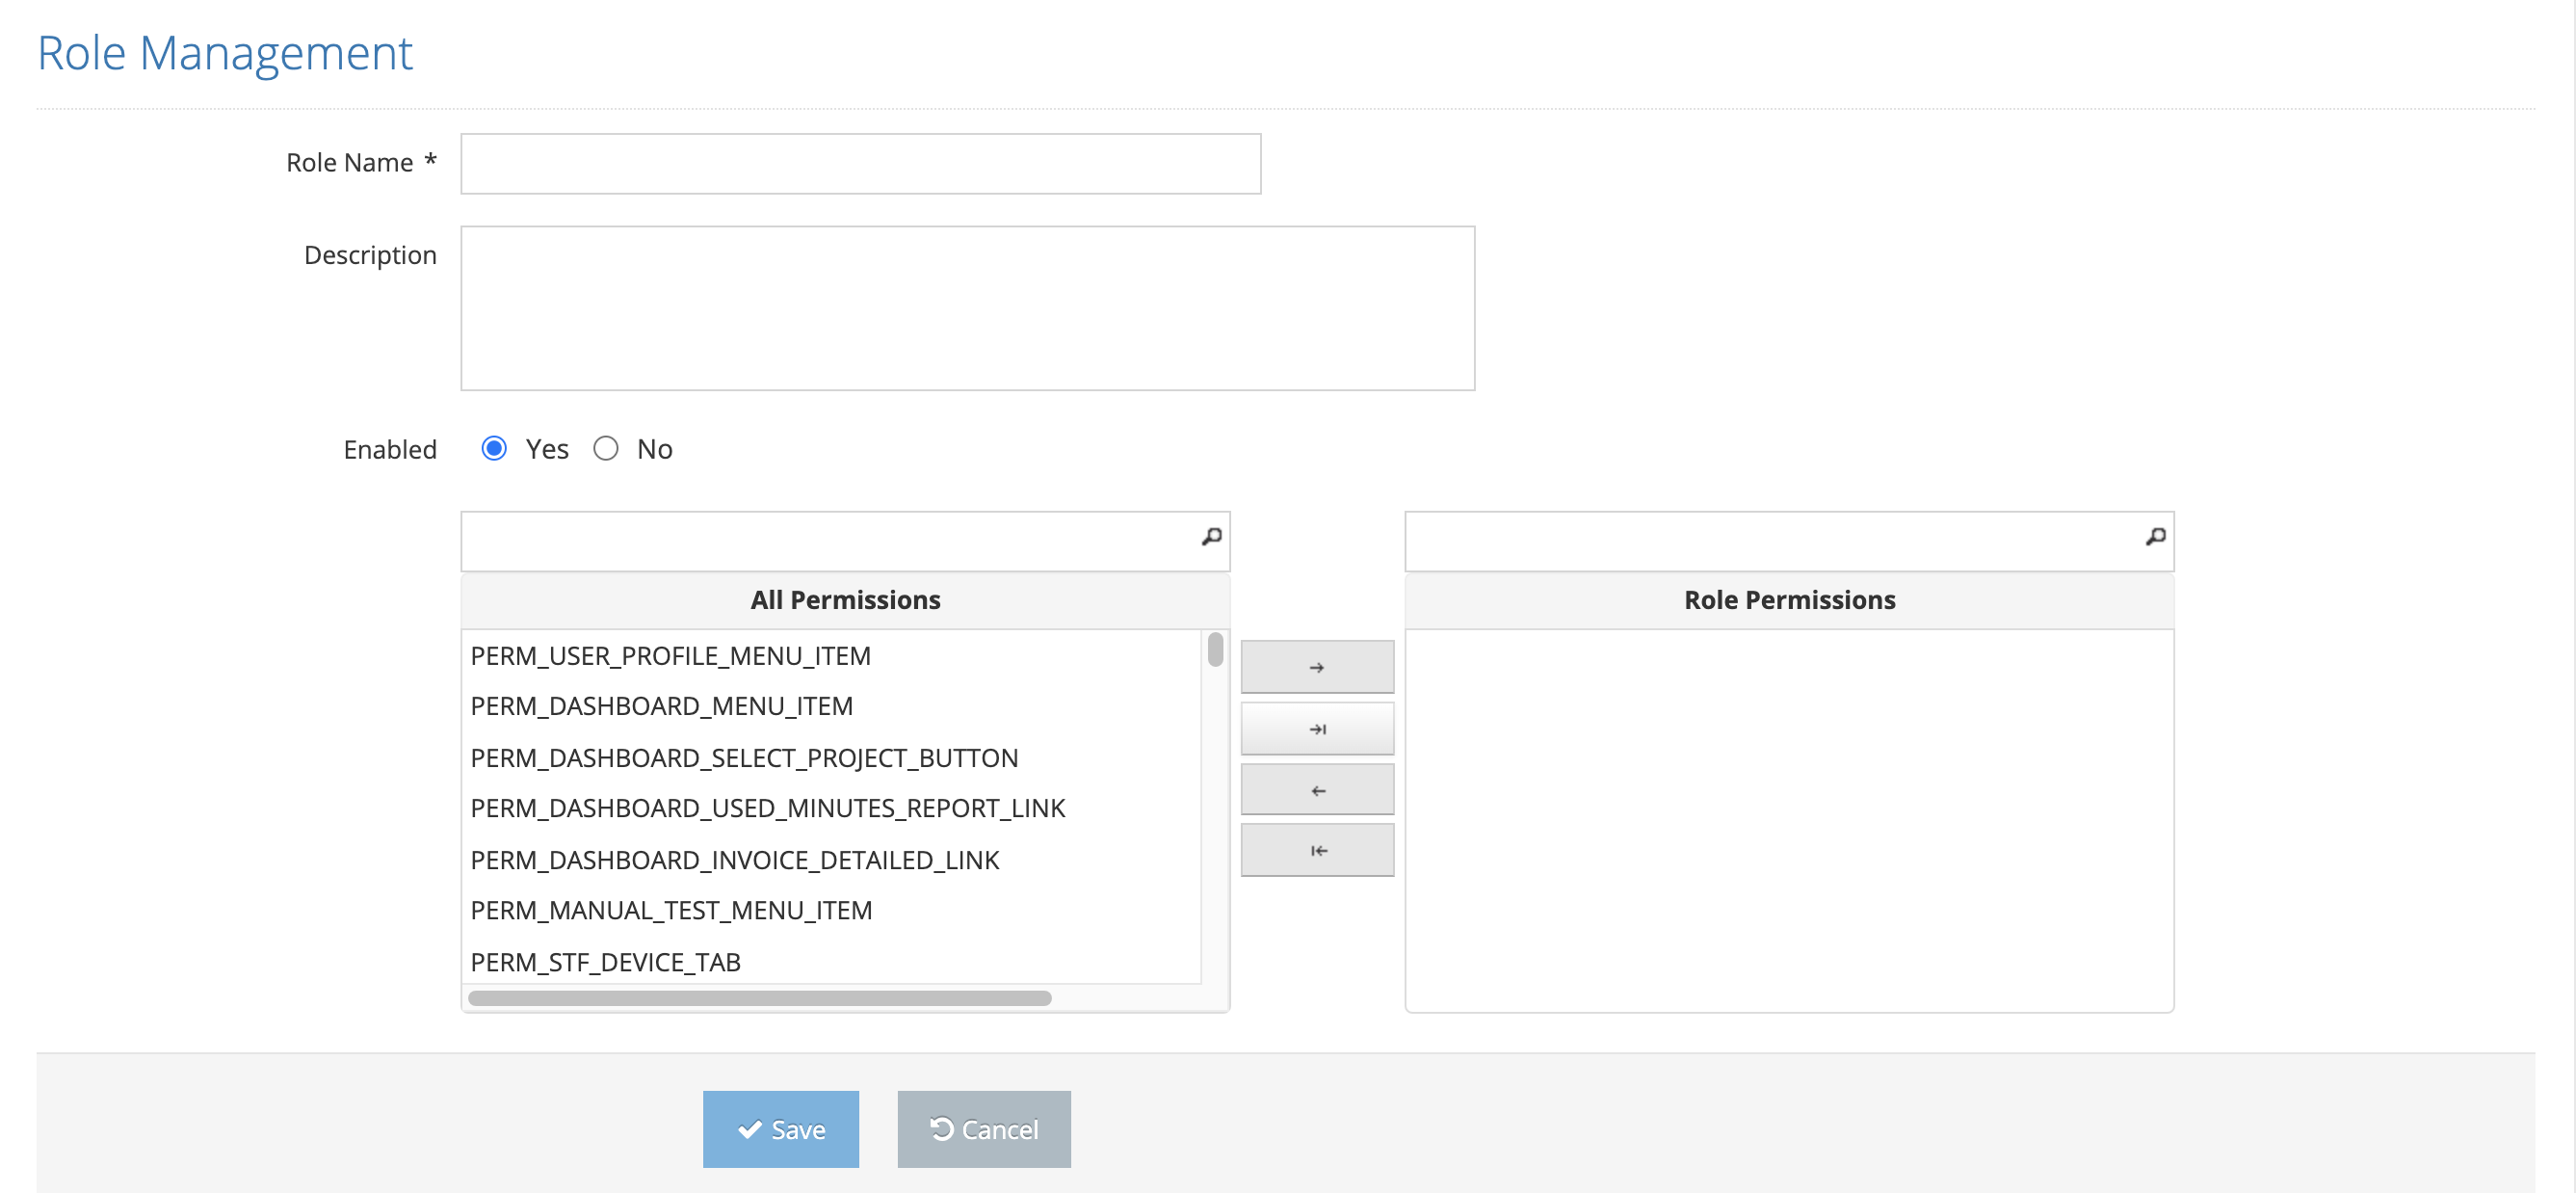 Role Management
Role Name *
Description
Enabled Yes No
All Permissions Role Permissions
PERM_USER_PROFILE_MENU_ITEM
PERM_DASHBOARD_MENU_ITEM
PERM_DASHBOARD_SELECT_PROJECT_BUTTON
PERM_DASHBOARD_USED_MINUTES_REPORT_LINK
PERM_DASHBOARD_INVOICE_DETAILED_LINK
PERM_MANUAL_TEST_MENU_ITEM
PERM_STF_DEVICE_TAB
Save Cancel